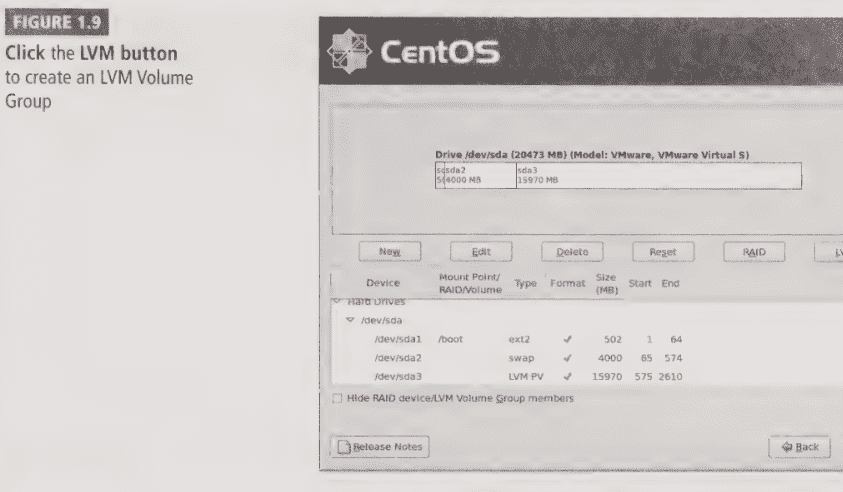 FIGURE 1.9
Click the LVM button
to create an LVM Volume
Group
CentOS
Drive /dev/sda (20473 MB) (Model: VMware, VMware Virtual S)
sda2 sda3
4000 MB 15970 MB
New Edit Delete Reset RAID
Device Mount Point/ RAID/Volume Type Format Size (MB) Start End
Hard Drives
/dev/sda
/dev/sda1 /boot ext2 ✓ 502 1 64
/dev/sda2 swap ✓ 4000 65 574
/dev/sda3 LVM PV ✓ 15970 575 2610
Hide RAID device/LVM Volume Group members
Release Notes Back